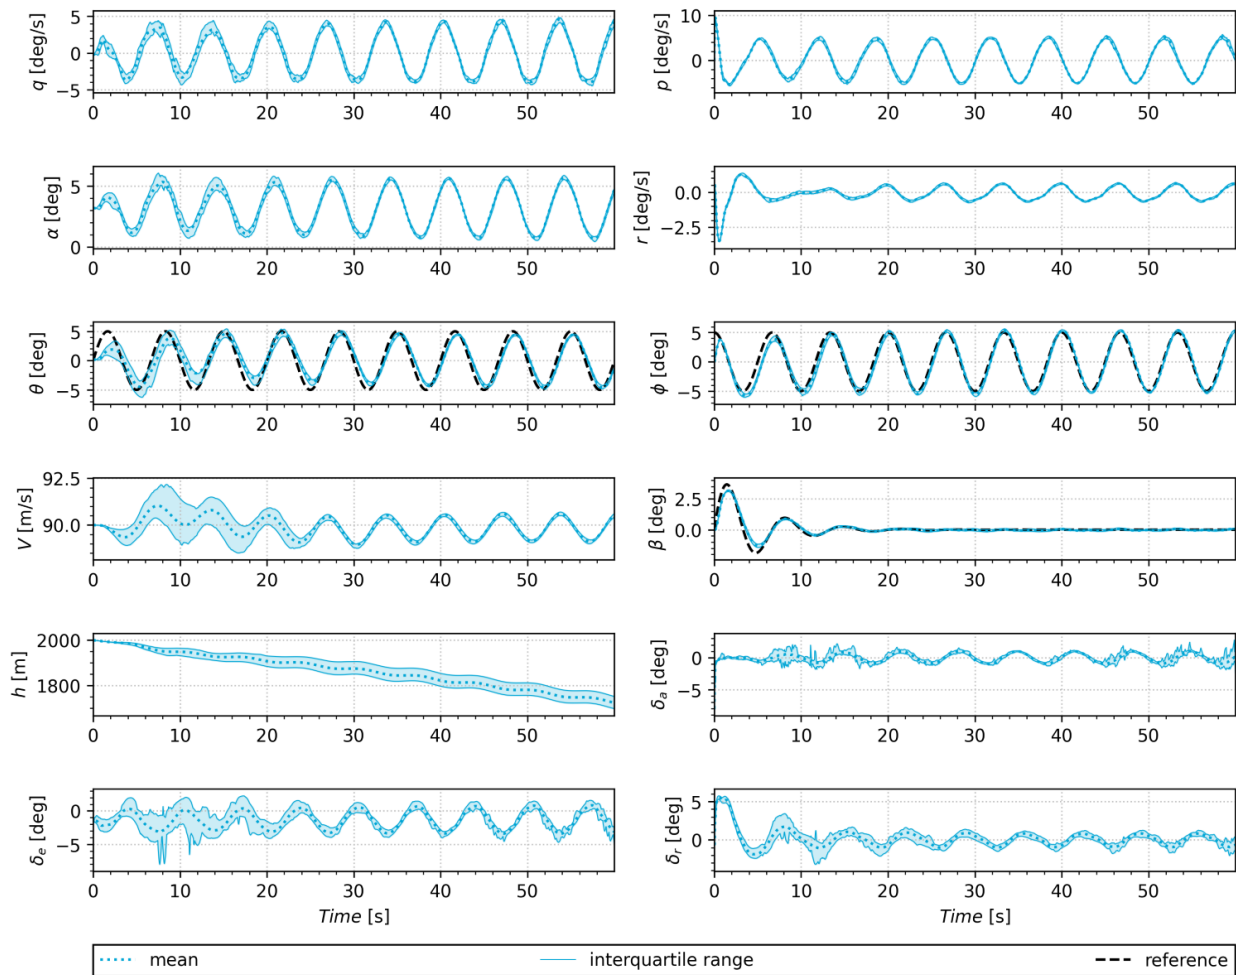 q [deg/s]
5
0
−5
0 10 20 30 40 50
p [deg/s]
10
0
0 10 20 30 40 50
α [deg]
5
0
0 10 20 30 40 50
r [deg/s]
0.0
−2.5
0 10 20 30 40 50
θ [deg]
5
0
−5
0 10 20 30 40 50
ϕ [deg]
5
0
−5
0 10 20 30 40 50
V [m/s]
92.5
90.0
0 10 20 30 40 50
β [deg]
2.5
0.0
0 10 20 30 40 50
h [m]
2000
1800
0 10 20 30 40 50
δₐ [deg]
0
−5
0 10 20 30 40 50
δₑ [deg]
0
−5
0 10 20 30 40 50
Time [s]
δᵣ [deg]
5
0
0 10 20 30 40 50
Time [s]
mean interquartile range reference